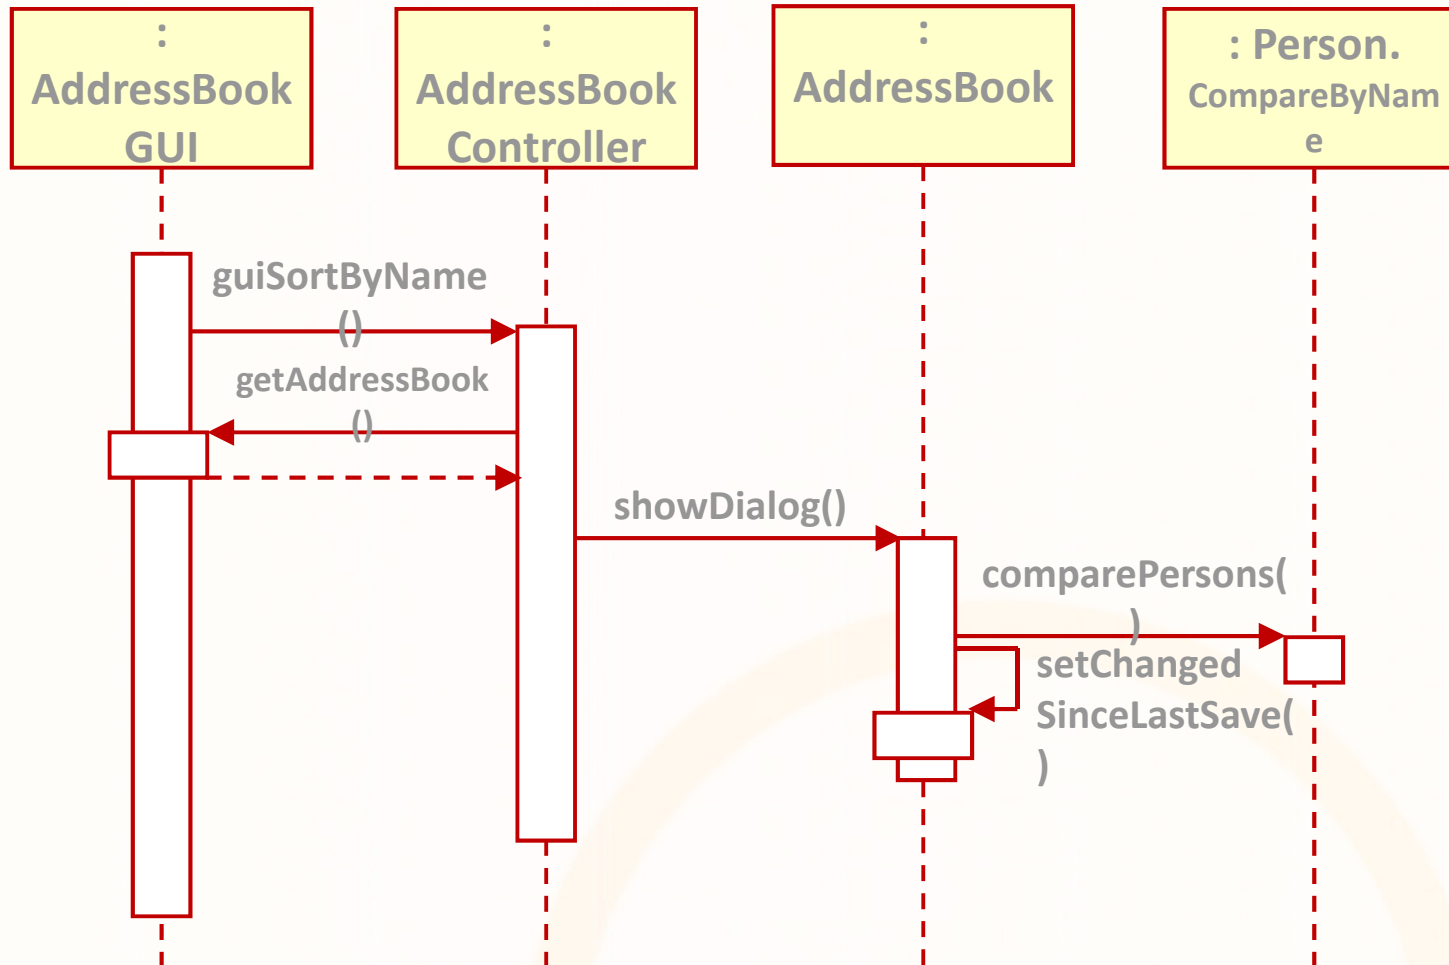 :
AddressBook
GUI
:
AddressBook
Controller
:
AddressBook
: Person.
CompareByNam
e
guiSortByName
()
getAddressBook
()
showDialog()
comparePersons(
)
setChanged
SinceLastSave(
)